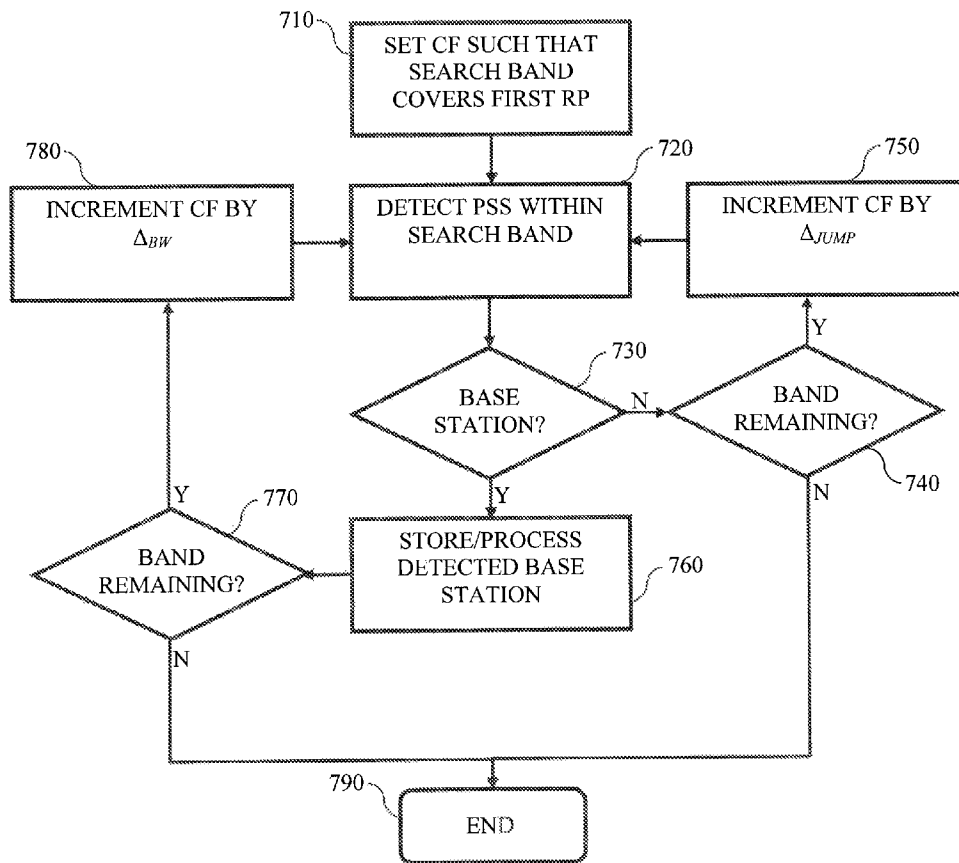 710
SET CF SUCH THAT
SEARCH BAND
COVERS FIRST RP
780
INCREMENT CF BY
Δ_BW
720
DETECT PSS WITHIN
SEARCH BAND
750
INCREMENT CF BY
Δ_JUMP
730
BASE
STATION?
N
Y
Y
BAND
REMAINING?
740
N
760
STORE/PROCESS
DETECTED BASE
STATION
770
Y
BAND
REMAINING?
N
790
END